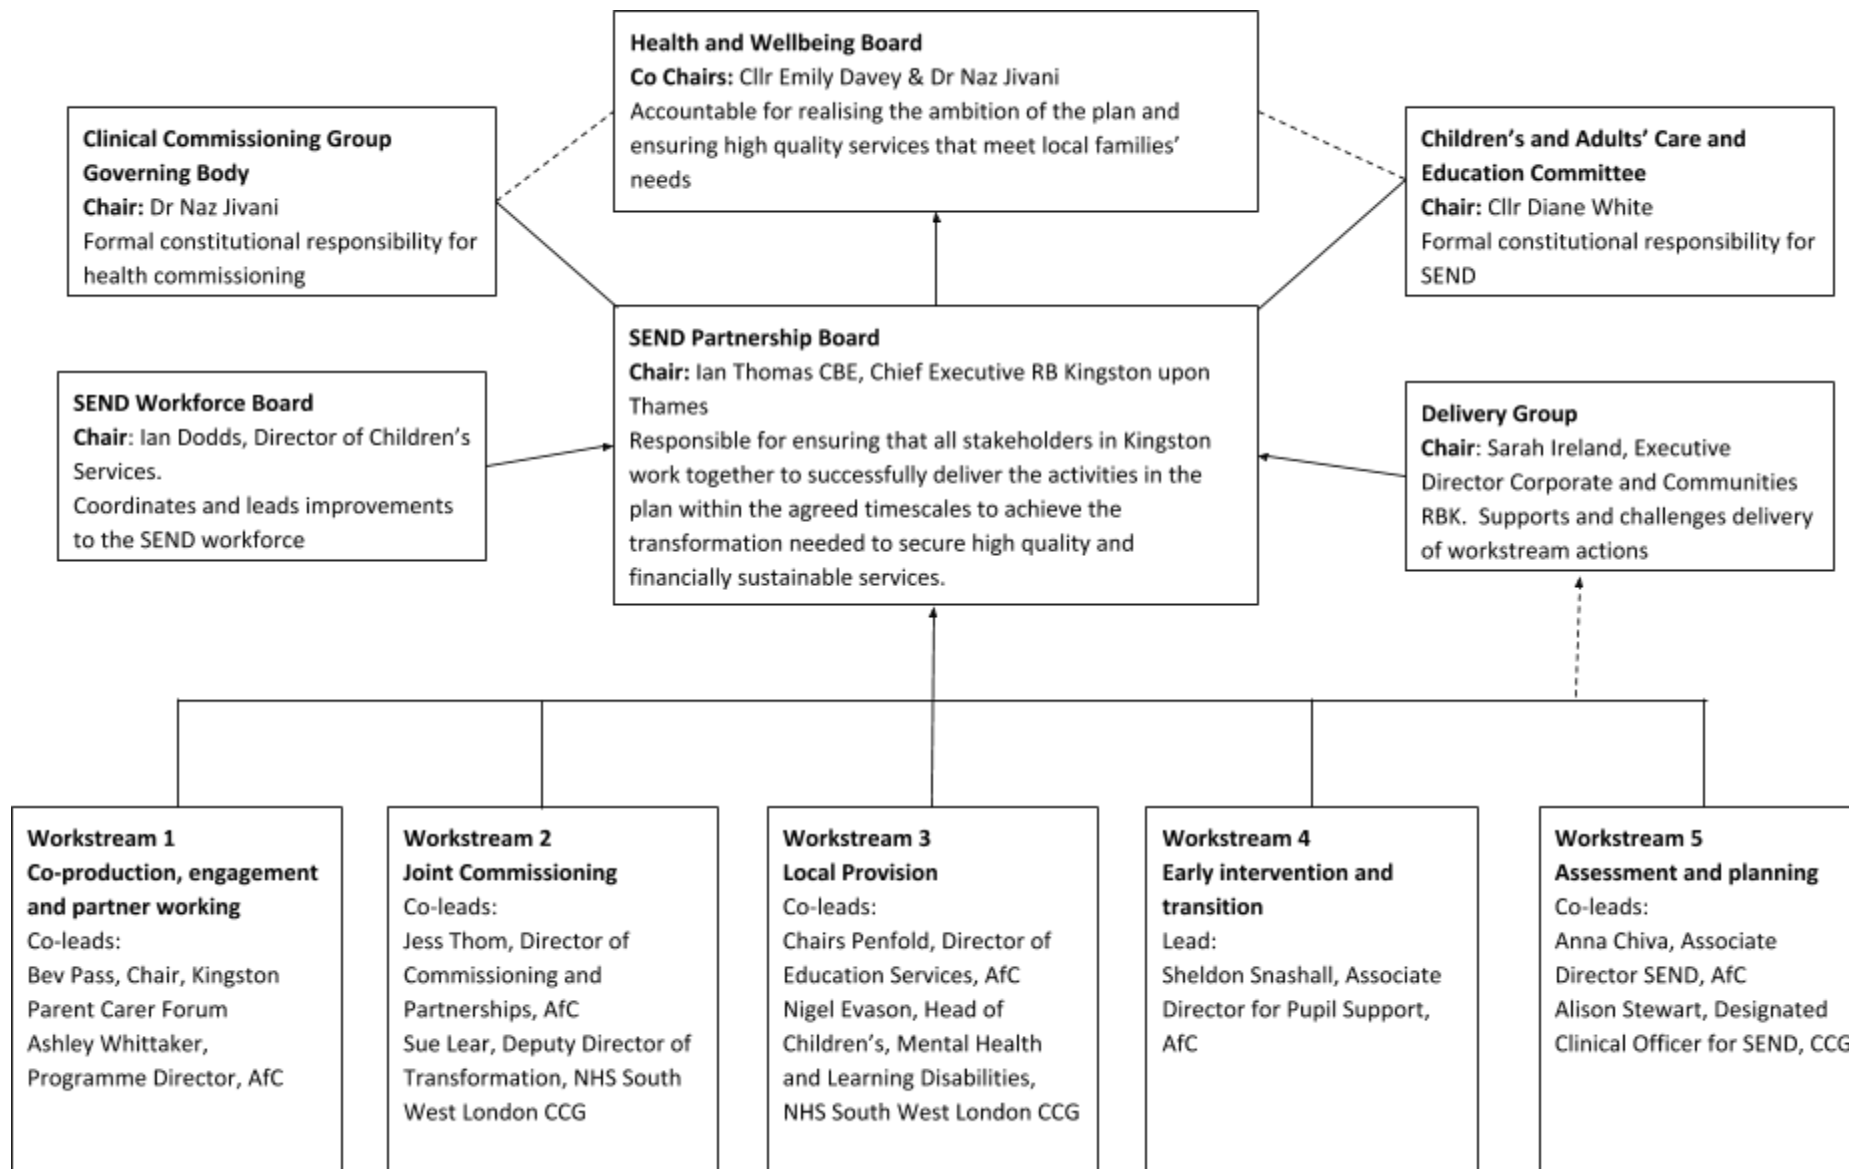 Health and Wellbeing Board
Co Chairs: Cllr Emily Davey & Dr Naz Jivani
Accountable for realising the ambition of the plan and
ensuring high quality services that meet local families’
needs
Clinical Commissioning Group
Governing Body
Chair: Dr Naz Jivani
Formal constitutional responsibility for
health commissioning
Children’s and Adults’ Care and
Education Committee
Chair: Cllr Diane White
Formal constitutional responsibility for
SEND
SEND Partnership Board
Chair: Ian Thomas CBE, Chief Executive RB Kingston upon
Thames
Responsible for ensuring that all stakeholders in Kingston
work together to successfully deliver the activities in the
plan within the agreed timescales to achieve the
transformation needed to secure high quality and
financially sustainable services.
SEND Workforce Board
Chair: Ian Dodds, Director of Children’s
Services.
Coordinates and leads improvements
to the SEND workforce
Delivery Group
Chair: Sarah Ireland, Executive
Director Corporate and Communities
RBK. Supports and challenges delivery
of workstream actions
Workstream 1
Co-production, engagement
and partner working
Co-leads:
Bev Pass, Chair, Kingston
Parent Carer Forum
Ashley Whittaker,
Programme Director, AfC
Workstream 2
Joint Commissioning
Co-leads:
Jess Thom, Director of
Commissioning and
Partnerships, AfC
Sue Lear, Deputy Director of
Transformation, NHS South
West London CCG
Workstream 3
Local Provision
Co-leads:
Chairs Penfold, Director of
Education Services, AfC
Nigel Evason, Head of
Children’s, Mental Health
and Learning Disabilities,
NHS South West London CCG
Workstream 4
Early intervention and
transition
Lead:
Sheldon Snashall, Associate
Director for Pupil Support,
AfC
Workstream 5
Assessment and planning
Co-leads:
Anna Chiva, Associate
Director SEND, AfC
Alison Stewart, Designated
Clinical Officer for SEND, CCG